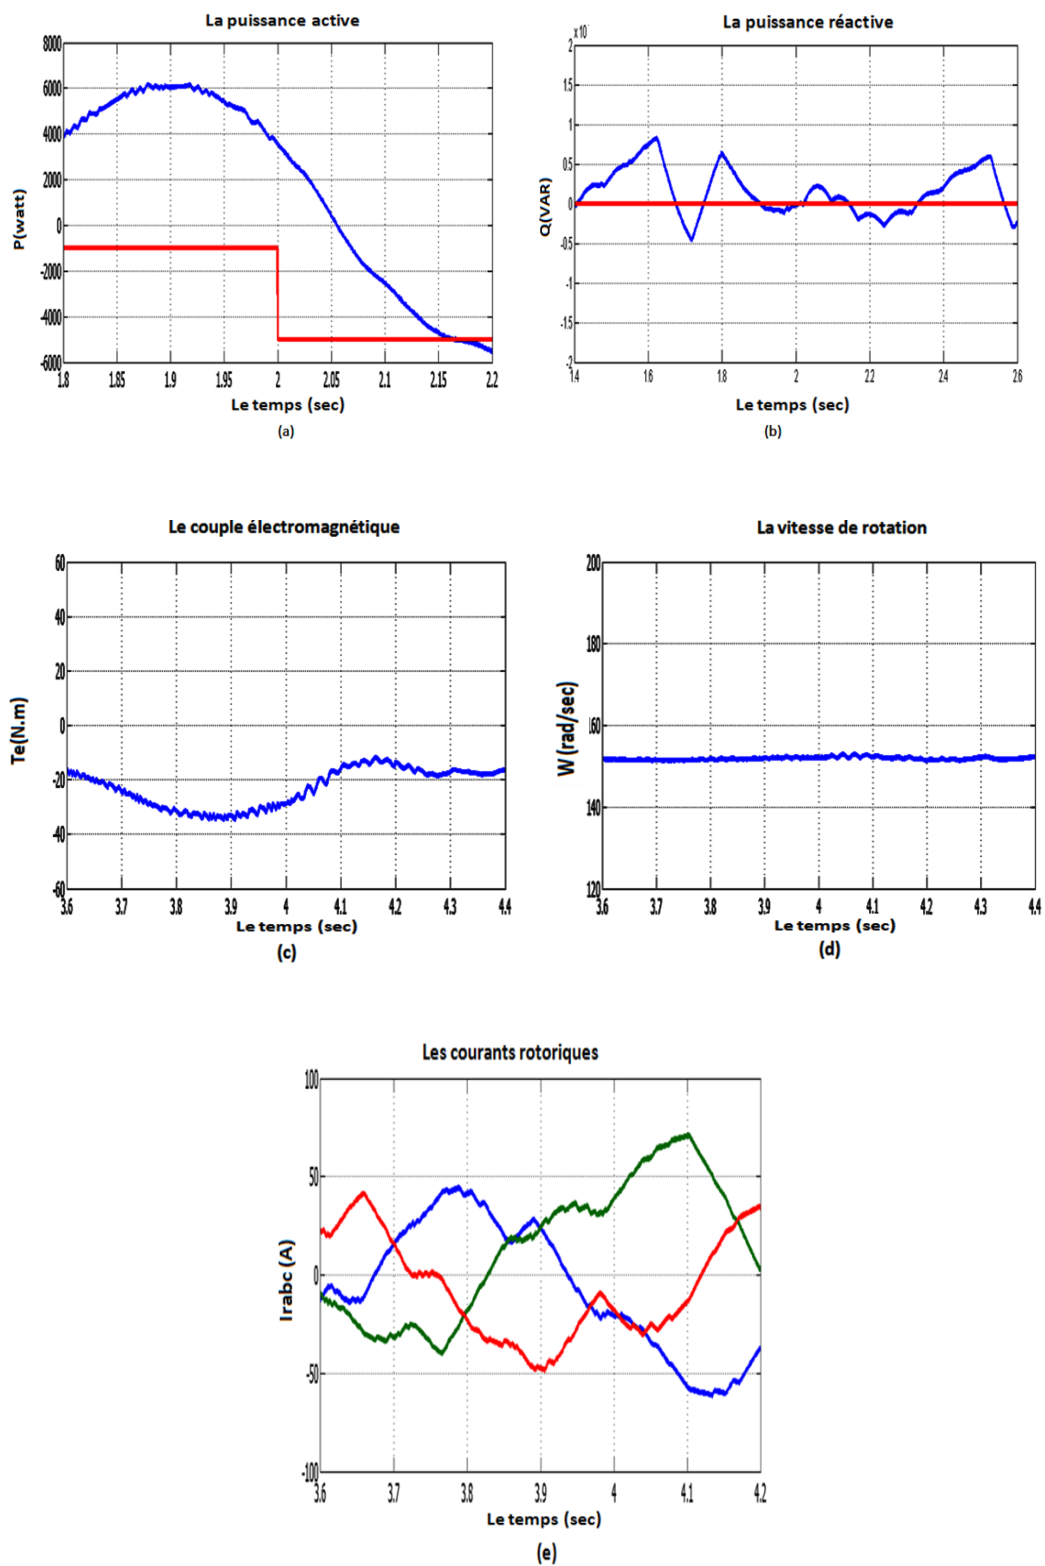 La puissance active
La puissance réactive
8000
6000
4000
2000
0
-2000
-4000
-6000
P(watt)
1.8 1.85 1.9 1.95 2 2.05 2.1 2.15 2.2
Le temps (sec)
(a)
x10
2
1.5
1
0.5
0
-0.5
-1
-1.5
-2
Q(VAR)
1.4 1.6 1.8 2 2.2 2.4 2.6
Le temps (sec)
(b)
Le couple électromagnétique
La vitesse de rotation
60
40
20
0
-20
-40
-60
Te(N.m)
3.6 3.7 3.8 3.9 4 4.1 4.2 4.3 4.4
Le temps (sec)
(c)
200
180
160
140
120
W (rad/sec)
3.6 3.7 3.8 3.9 4 4.1 4.2 4.3 4.4
Le temps (sec)
(d)
Les courants rotoriques
100
50
0
-50
-100
Irabc (A)
3.6 3.7 3.8 3.9 4 4.1 4.2
Le temps (sec)
(e)